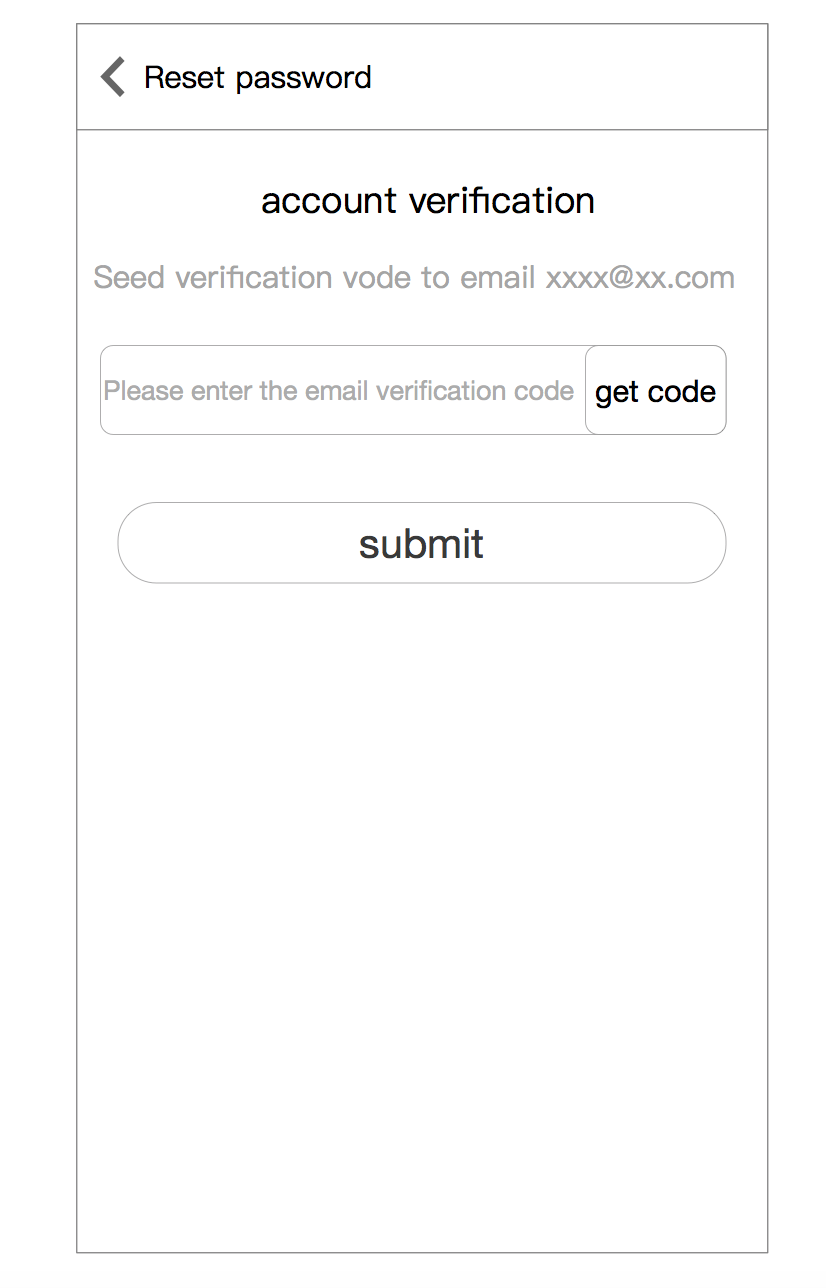 Reset password
account verification
Seed verification vode to email xxxx@xx.com
Please enter the email verification code get code
submit